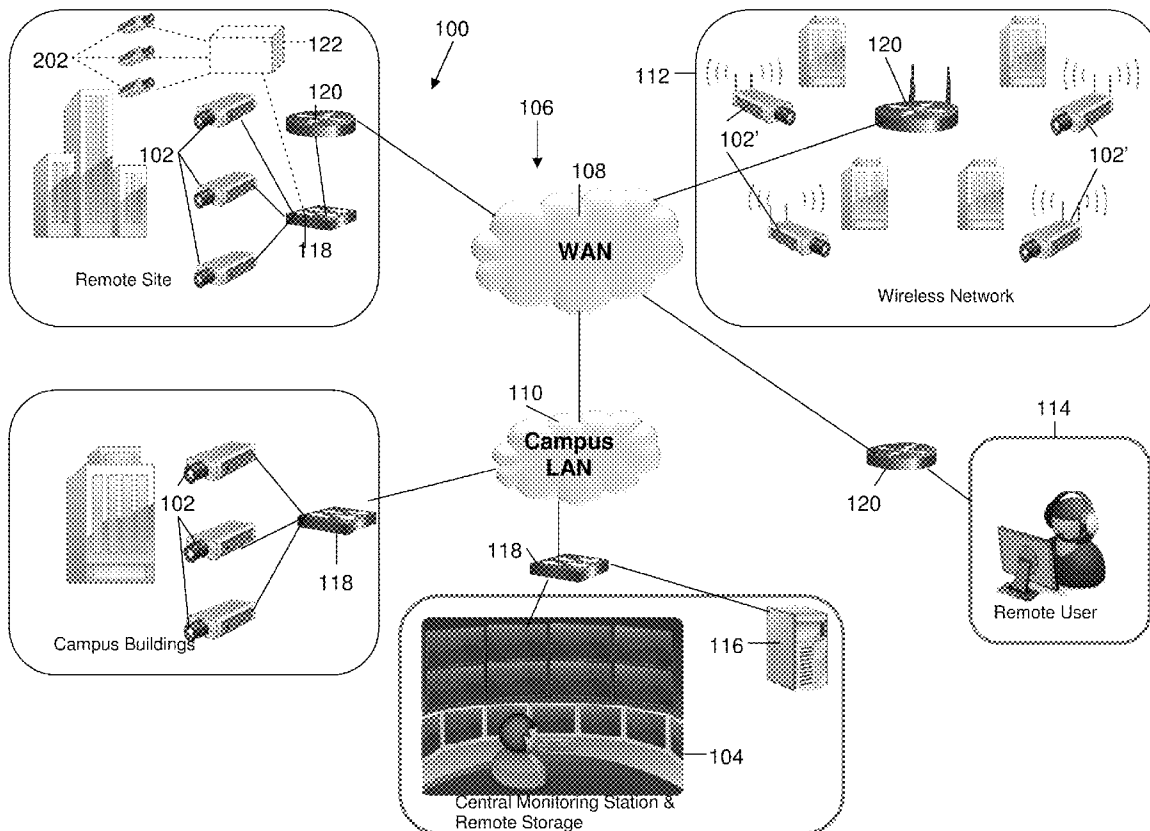 100
122
202
120
106
102
118
Remote Site
112
120
102'
102'
Wireless Network
108
WAN
110
Campus
LAN
114
120
Remote User
102
118
Campus Buildings
118
116
104
Central Monitoring Station &
Remote Storage